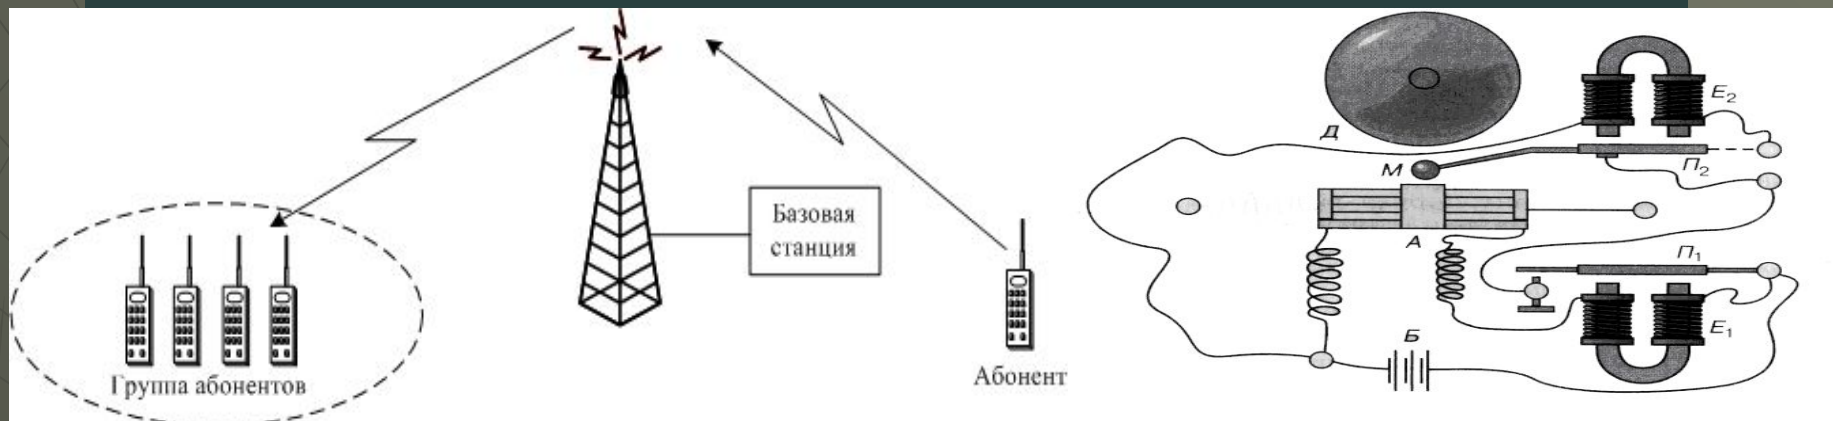 Базовая
станция
Группа абонентов
Абонент
Д
E2
М
П2
А
П1
Б
E1